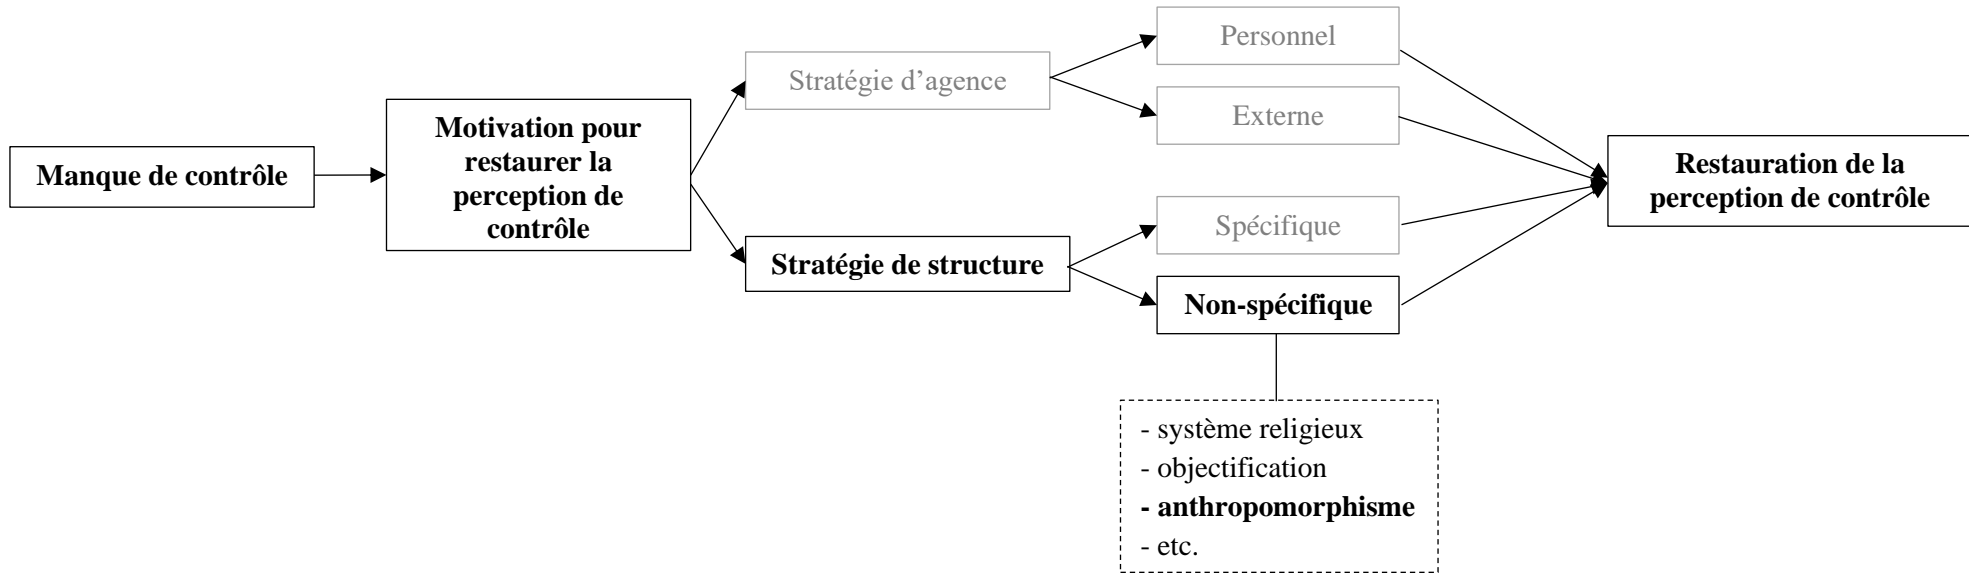 Manque de contrôle
Motivation pour
restaurer la
perception de
contrôle
Stratégie d’agence
Stratégie de structure
Personnel
Externe
Spécifique
Non-spécifique
- système religieux
- objectification
- anthropomorphisme
- etc.
Restauration de la
perception de contrôle